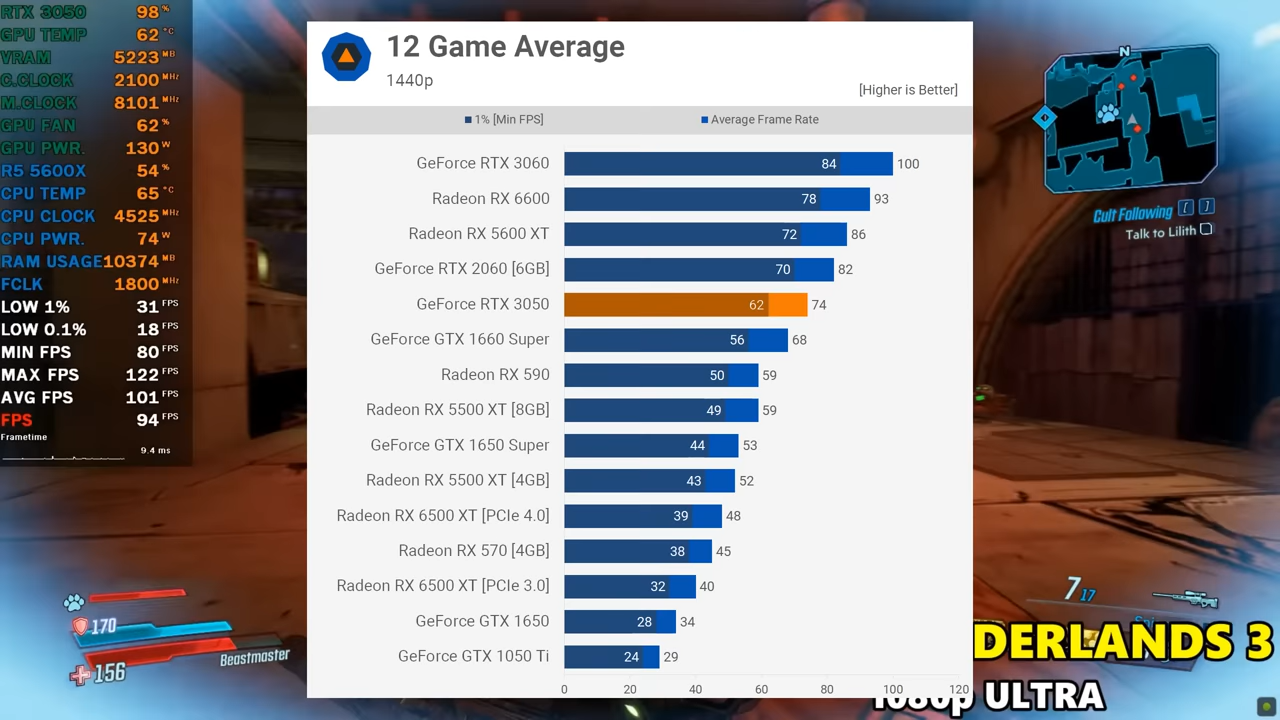 RTX 3050 98 %
GPU TEMP 62 °C
VRAM 5223 MB
C.CLOCK 2100 MHz
M.CLOCK 8101 MHz
GPU FAN 62 %
GPU PWR. 130 W
R5 5600X 54 %
CPU TEMP 65 °C
CPU CLOCK 4525 MHz
CPU PWR. 74 W
RAM USAGE 10374 MB
FCLK 1800 MHz
LOW 1% 31 FPS
LOW 0.1% 18 FPS
MIN FPS 80 FPS
MAX FPS 122 FPS
AVG FPS 101 FPS
FPS 94 FPS
Frametime
9.4 ms
12 Game Average
1440p
[Higher is Better]
1% [Min FPS] Average Frame Rate
GeForce RTX 3060 84 100
Radeon RX 6600 78 93
Radeon RX 5600 XT 72 86
GeForce RTX 2060 [6GB] 70 82
GeForce RTX 3050 62 74
GeForce GTX 1660 Super 56 68
Radeon RX 590 50 59
Radeon RX 5500 XT [8GB] 49 59
GeForce GTX 1650 Super 44 53
Radeon RX 5500 XT [4GB] 43 52
Radeon RX 6500 XT [PCIe 4.0] 39 48
Radeon RX 570 [4GB] 38 45
Radeon RX 6500 XT [PCIe 3.0] 32 40
GeForce GTX 1650 28 34
GeForce GTX 1050 Ti 24 29
0 20 40 60 80 100 120
N
Cult Following [ ]
Talk to Lilith
170
156
Beastmaster
7/17
DERLANDS 3
1080p ULTRA